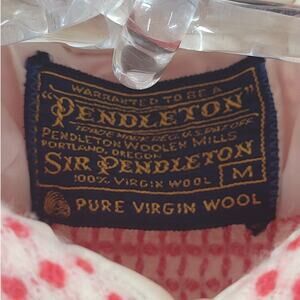 WARRANTED TO BE A
"PENDLETON"
TRADE MARK REG. U.S. PAT. OFF.
PENDLETON WOOLEN MILLS
PORTLAND, OREGON
SIR PENDLETON
100% VIRGIN WOOL
M
PURE VIRGIN WOOL